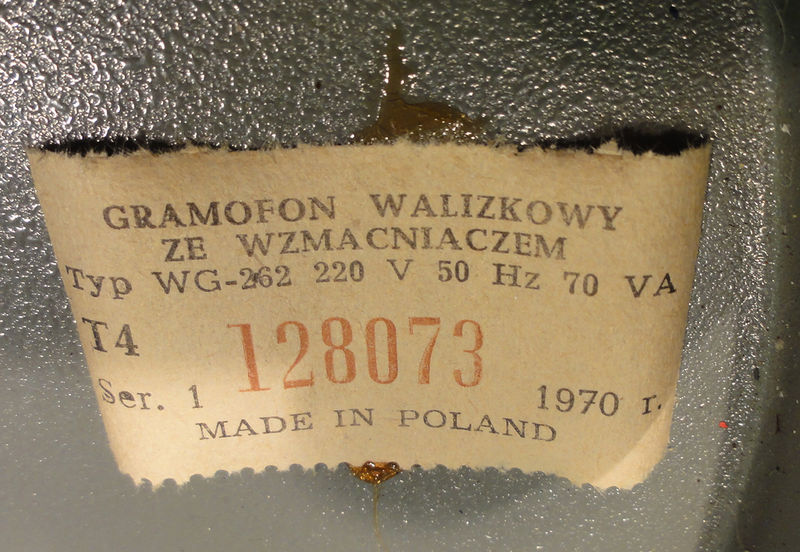 GRAMOFON WALIZKOWY
ZE WZMACNIACZEM
Typ WG-262 220 V 50 Hz 70 VA
T4 128073
Ser. 1 1970 r.
MADE IN POLAND